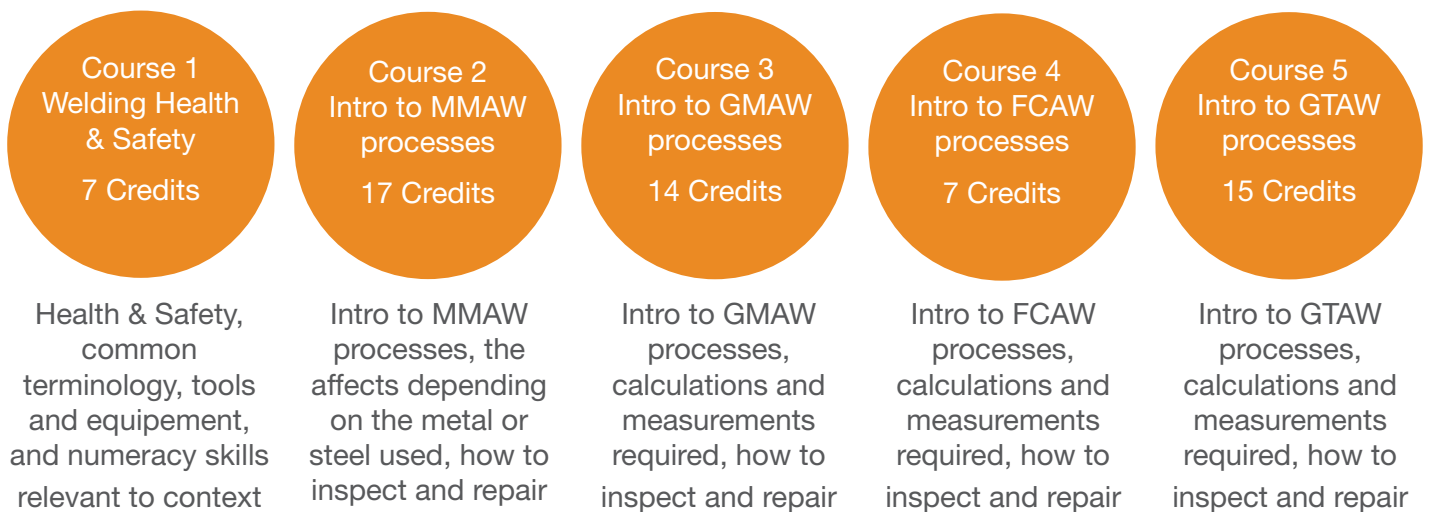 Course 1
Welding Health
& Safety
7 Credits
Course 2
Intro to MMAW
processes
17 Credits
Course 3
Intro to GMAW
processes
14 Credits
Course 4
Intro to FCAW
processes
7 Credits
Course 5
Intro to GTAW
processes
15 Credits
Health & Safety,
common
terminology, tools
and equipement,
and numeracy skills
relevant to context
Intro to MMAW
processes, the
affects depending
on the metal or
steel used, how to
inspect and repair
Intro to GMAW
processes,
calculations and
measurements
required, how to
inspect and repair
Intro to FCAW
processes,
calculations and
measurements
required, how to
inspect and repair
Intro to GTAW
processes,
calculations and
measurements
required, how to
inspect and repair